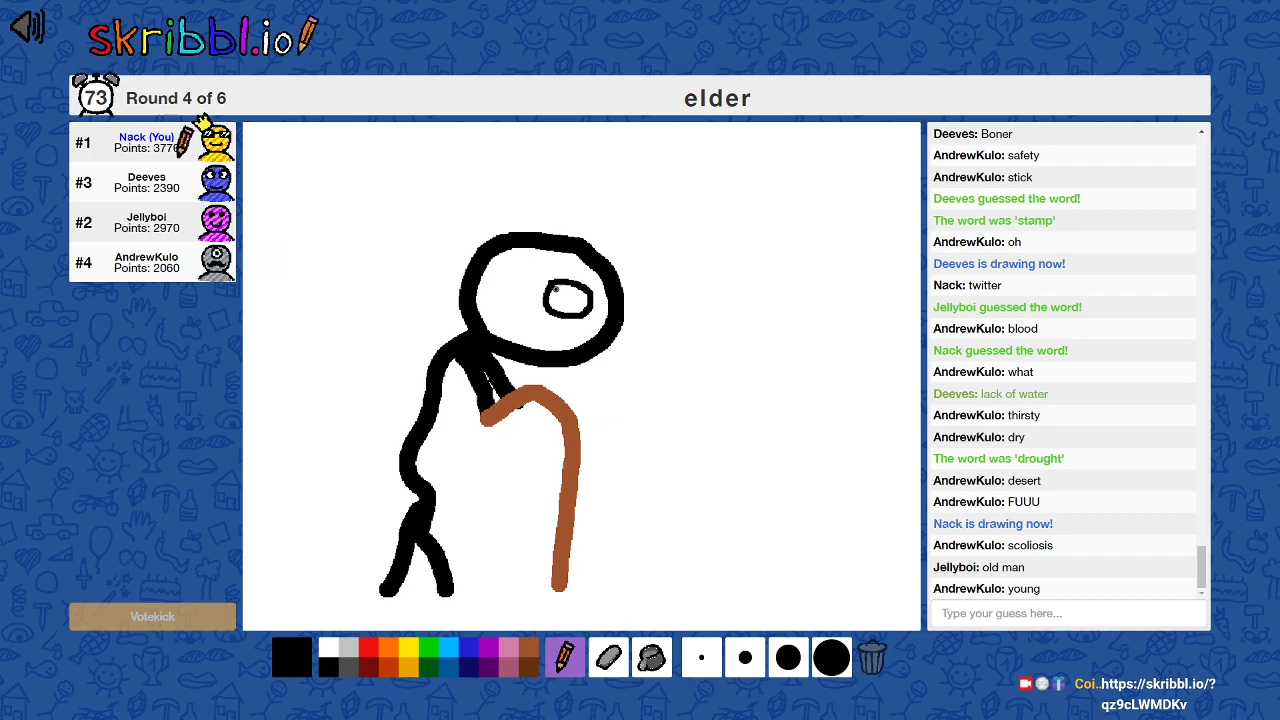 skribbl.io
73
Round 4 of 6
elder
#1
Nack (You)
Points: 3770
#3
Deeves
Points: 2390
#2
Jellyboi
Points: 2970
#4
AndrewKulo
Points: 2060
Votekick
Deeves: Boner
AndrewKulo: safety
AndrewKulo: stick
Deeves guessed the word!
The word was 'stamp'
AndrewKulo: oh
Deeves is drawing now!
Nack: twitter
Jellyboi guessed the word!
AndrewKulo: blood
Nack guessed the word!
AndrewKulo: what
Deeves: lack of water
AndrewKulo: thirsty
AndrewKulo: dry
The word was 'drought'
AndrewKulo: desert
AndrewKulo: FUUU
Nack is drawing now!
AndrewKulo: scoliosis
Jellyboi: old man
AndrewKulo: young
Type your guess here...
Coi..https://skribbl.io/?
qz9cLWMDKv